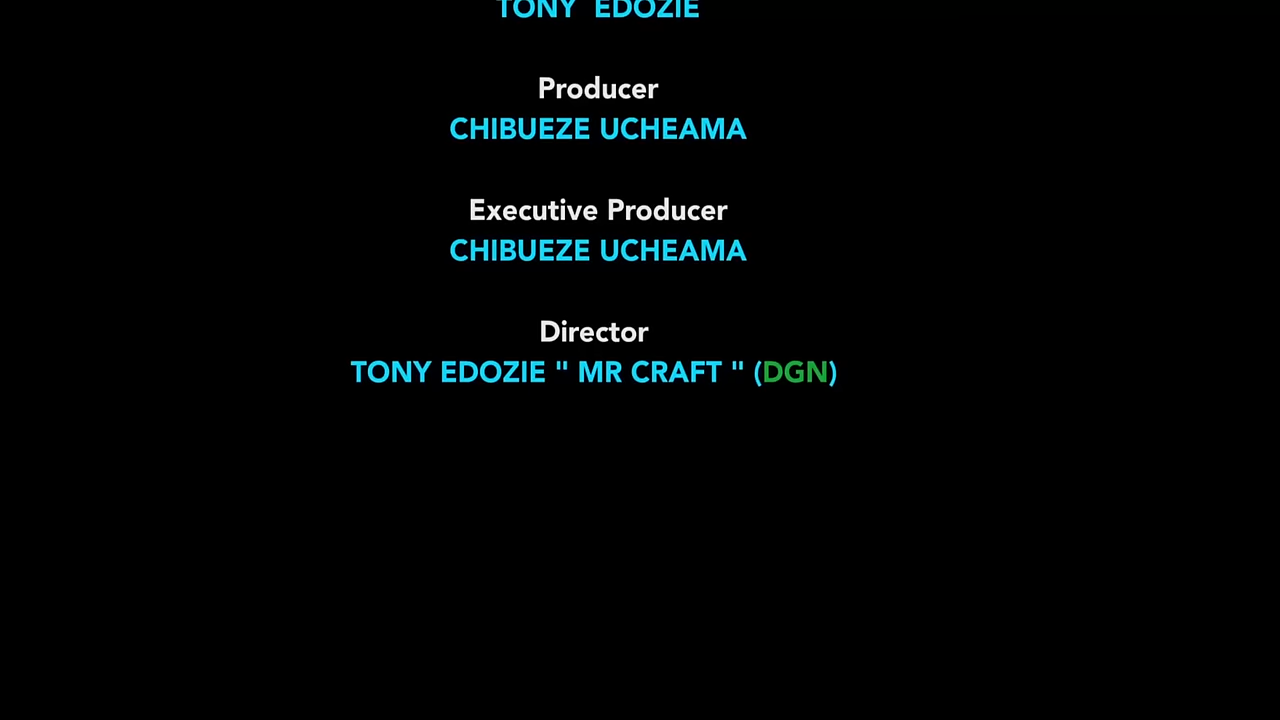 TONY EDOZIE
Producer
CHIBUEZE UCHEAMA
Executive Producer
CHIBUEZE UCHEAMA
Director
TONY EDOZIE " MR CRAFT " (DGN)